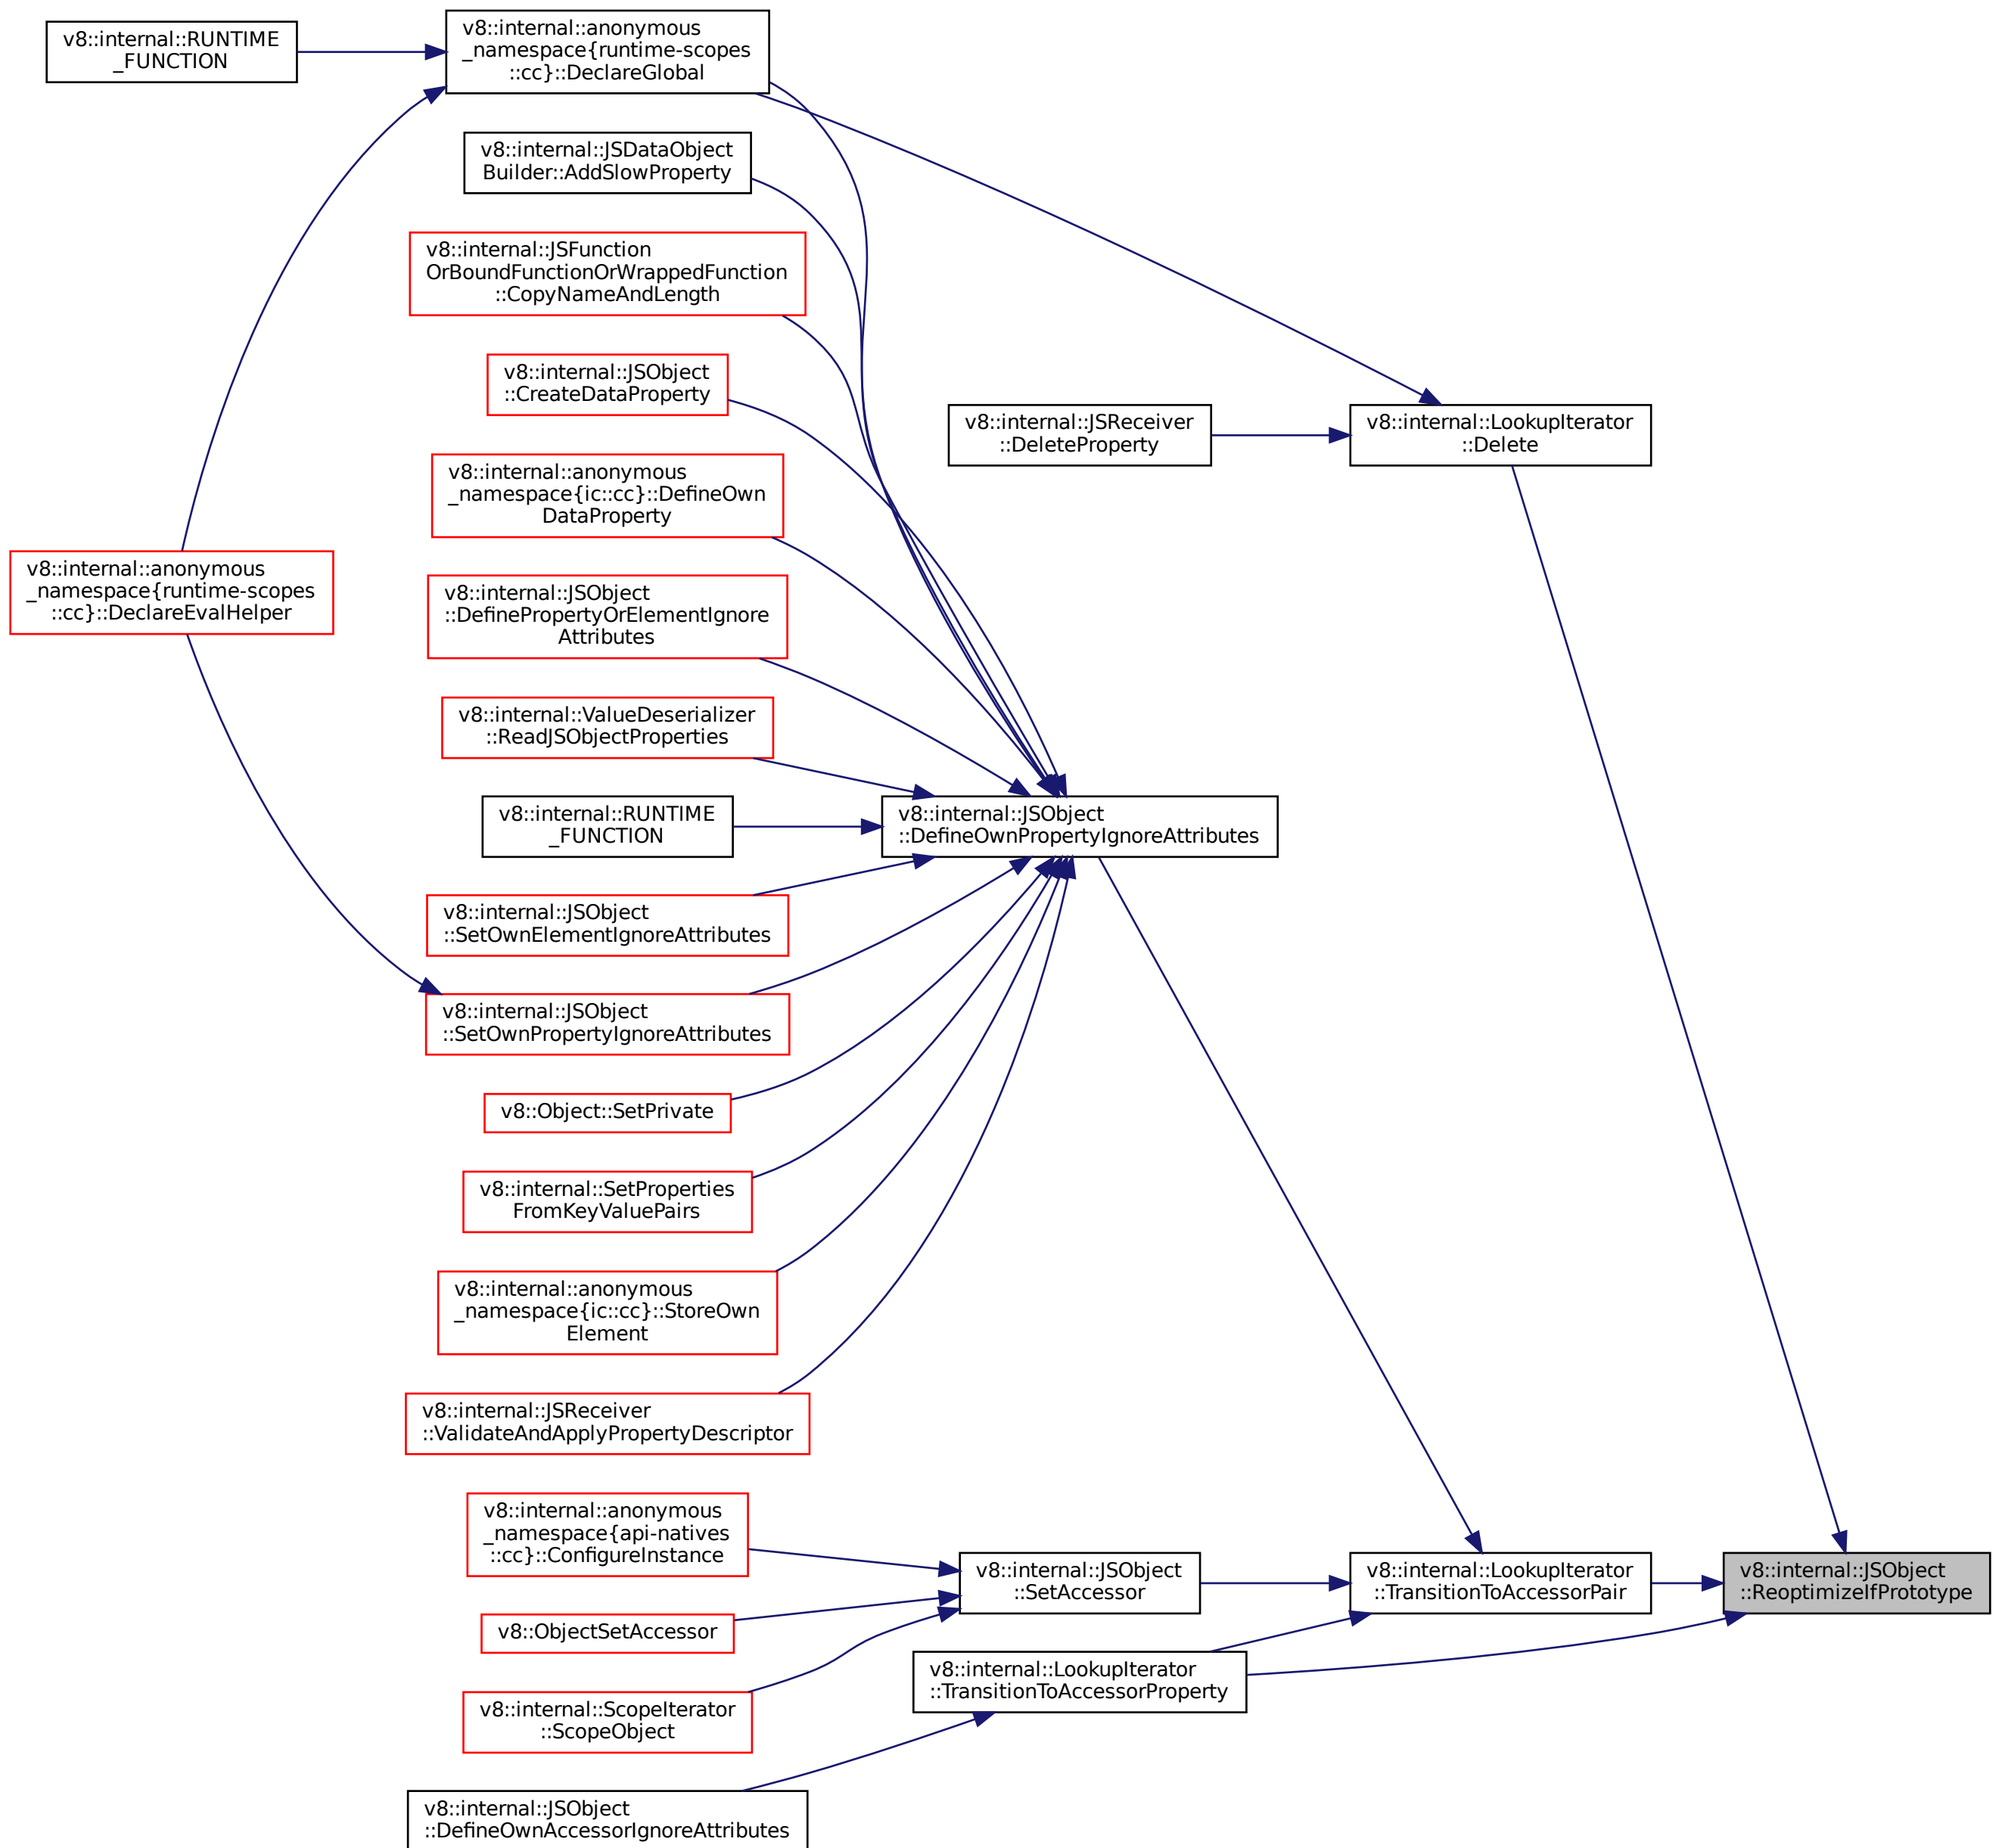 v8::internal::RUNTIME
_FUNCTION
v8::internal::anonymous
_namespace{runtime-scopes
::cc}::DeclareGlobal
v8::internal::JSDataObject
Builder::AddSlowProperty
v8::internal::JSFunction
OrBoundFunctionOrWrappedFunction
::CopyNameAndLength
v8::internal::JSObject
::CreateDataProperty
v8::internal::JSReceiver
::DeleteProperty
v8::internal::LookupIterator
::Delete
v8::internal::anonymous
_namespace{ic::cc}::DefineOwn
DataProperty
v8::internal::anonymous
_namespace{runtime-scopes
::cc}::DeclareEvalHelper
v8::internal::JSObject
::DefinePropertyOrElementIgnore
Attributes
v8::internal::ValueDeserializer
::ReadJSObjectProperties
v8::internal::RUNTIME
_FUNCTION
v8::internal::JSObject
::DefineOwnPropertyIgnoreAttributes
v8::internal::JSObject
::SetOwnElementIgnoreAttributes
v8::internal::JSObject
::SetOwnPropertyIgnoreAttributes
v8::Object::SetPrivate
v8::internal::SetProperties
FromKeyValuePairs
v8::internal::anonymous
_namespace{ic::cc}::StoreOwn
Element
v8::internal::JSReceiver
::ValidateAndApplyPropertyDescriptor
v8::internal::anonymous
_namespace{api-natives
::cc}::ConfigureInstance
v8::internal::JSObject
::SetAccessor
v8::internal::LookupIterator
::TransitionToAccessorPair
v8::internal::JSObject
::ReoptimizeIfPrototype
v8::ObjectSetAccessor
v8::internal::LookupIterator
::TransitionToAccessorProperty
v8::internal::ScopeIterator
::ScopeObject
v8::internal::JSObject
::DefineOwnAccessorIgnoreAttributes